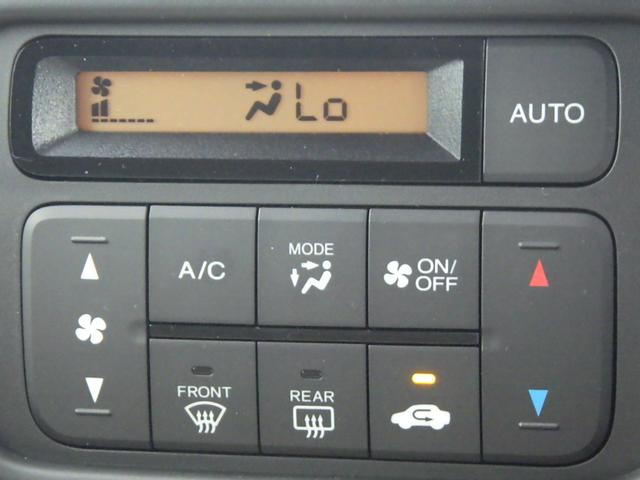 Lo
AUTO
A/C
MODE
ON/
OFF
FRONT
REAR